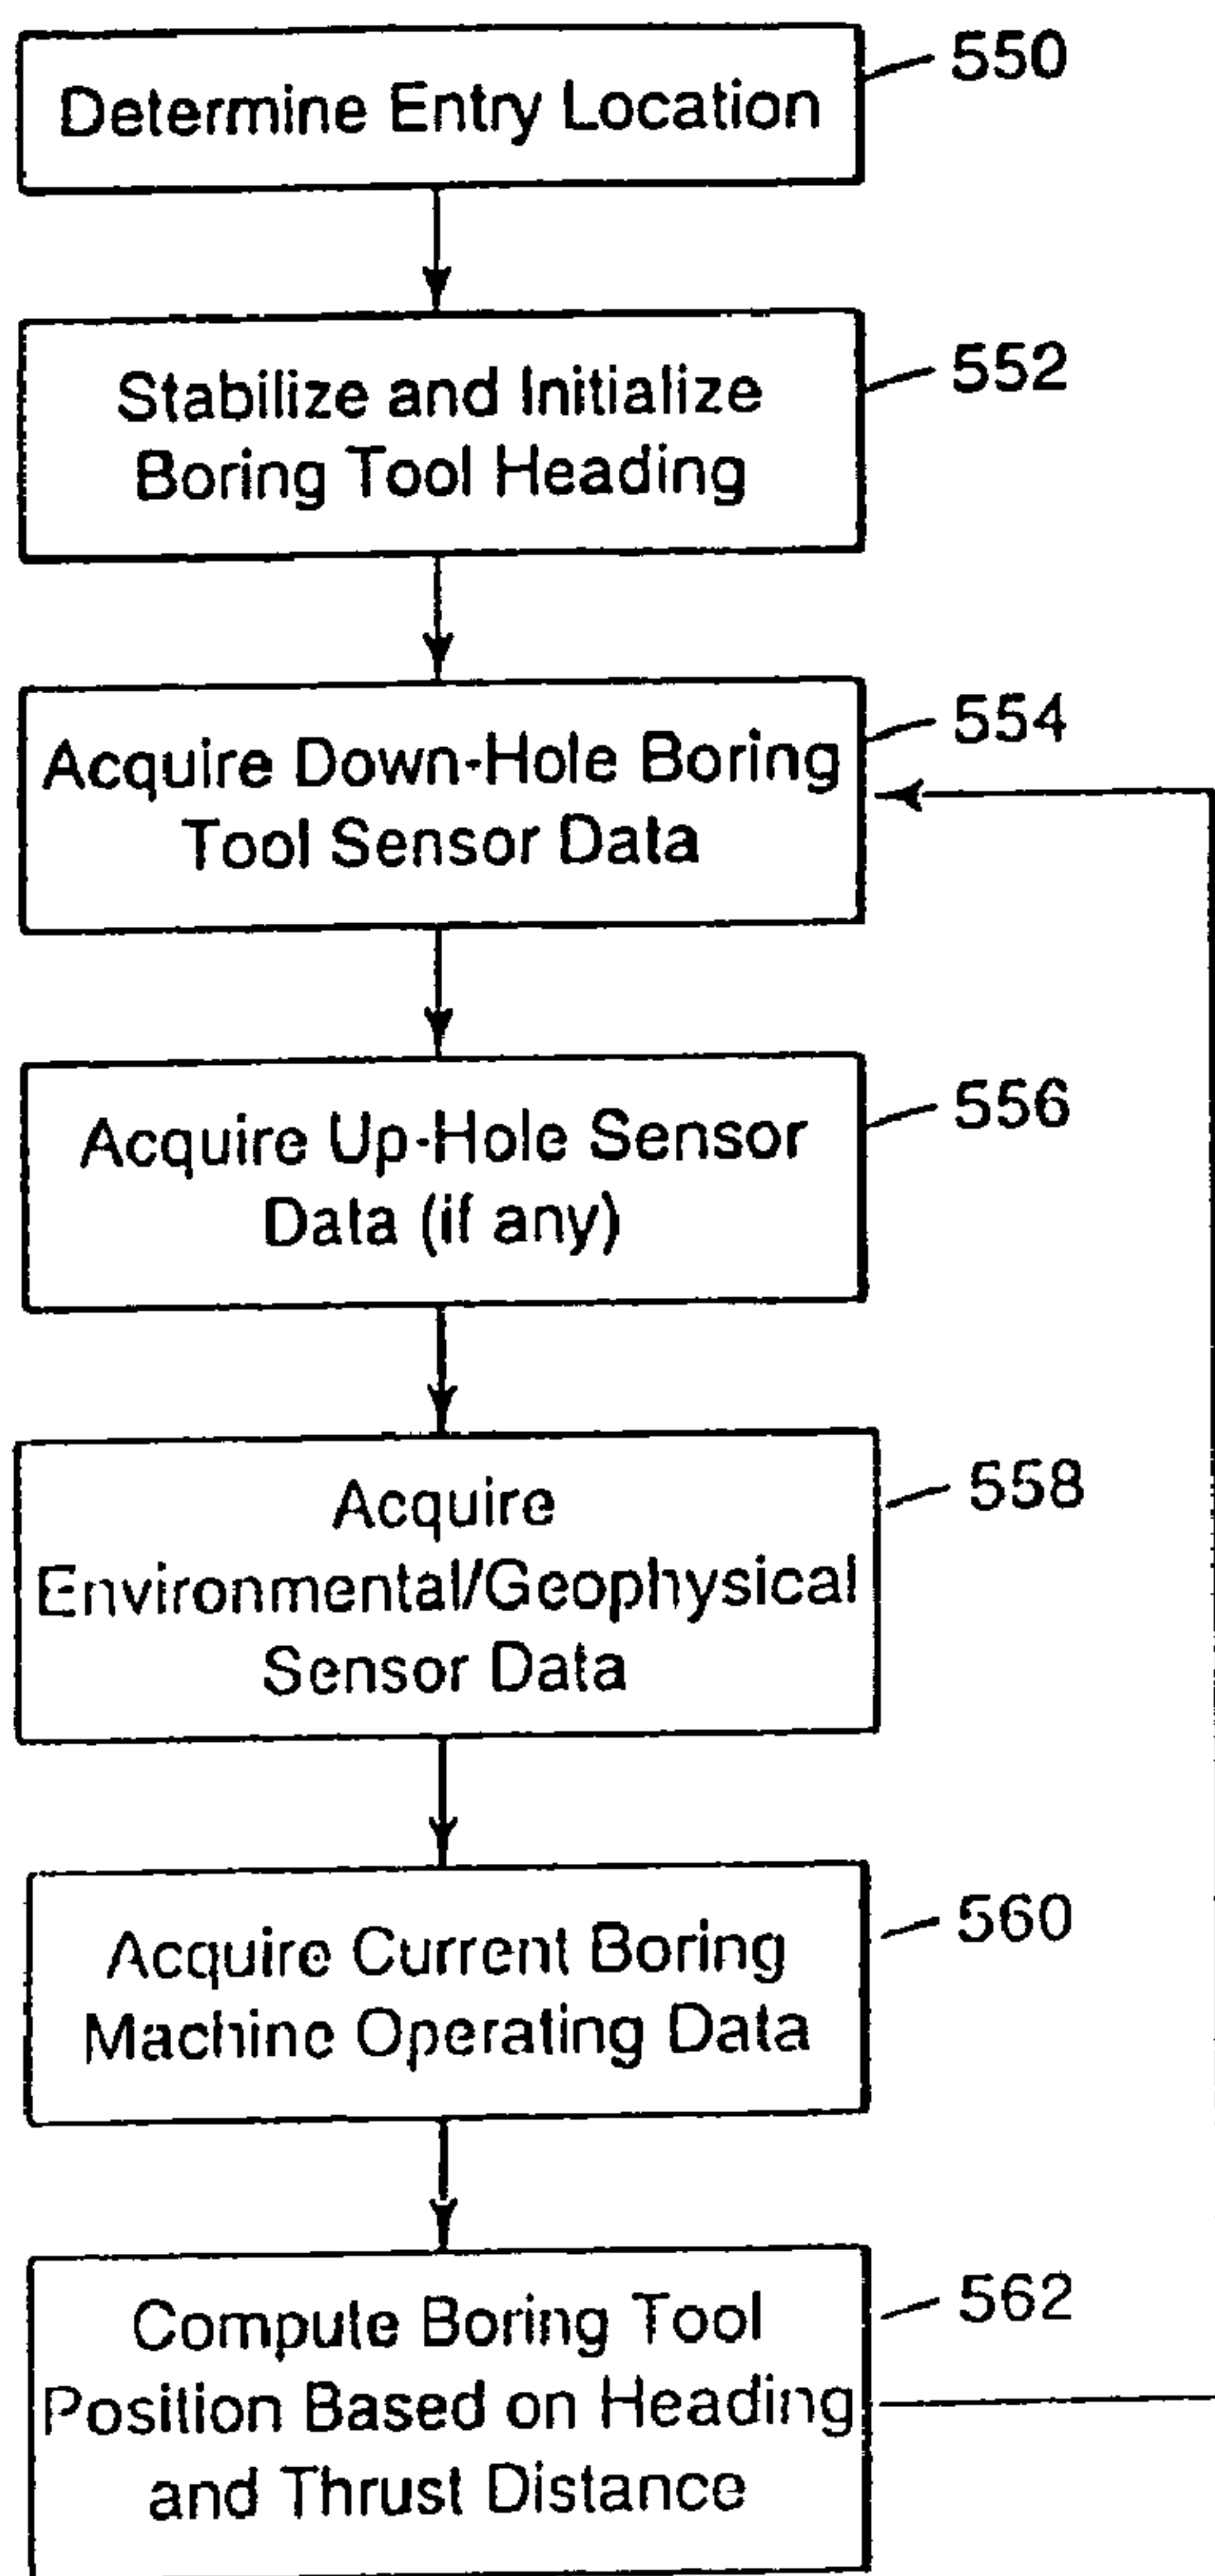 Determine Entry Location
550
Stabilize and Initialize
Boring Tool Heading
552
Acquire Down-Hole Boring
Tool Sensor Data
554
Acquire Up-Hole Sensor
Data (if any)
556
Acquire
Environmental/Geophysical
Sensor Data
558
Acquire Current Boring
Machine Operating Data
560
Compute Boring Tool
Position Based on Heading
and Thrust Distance
562